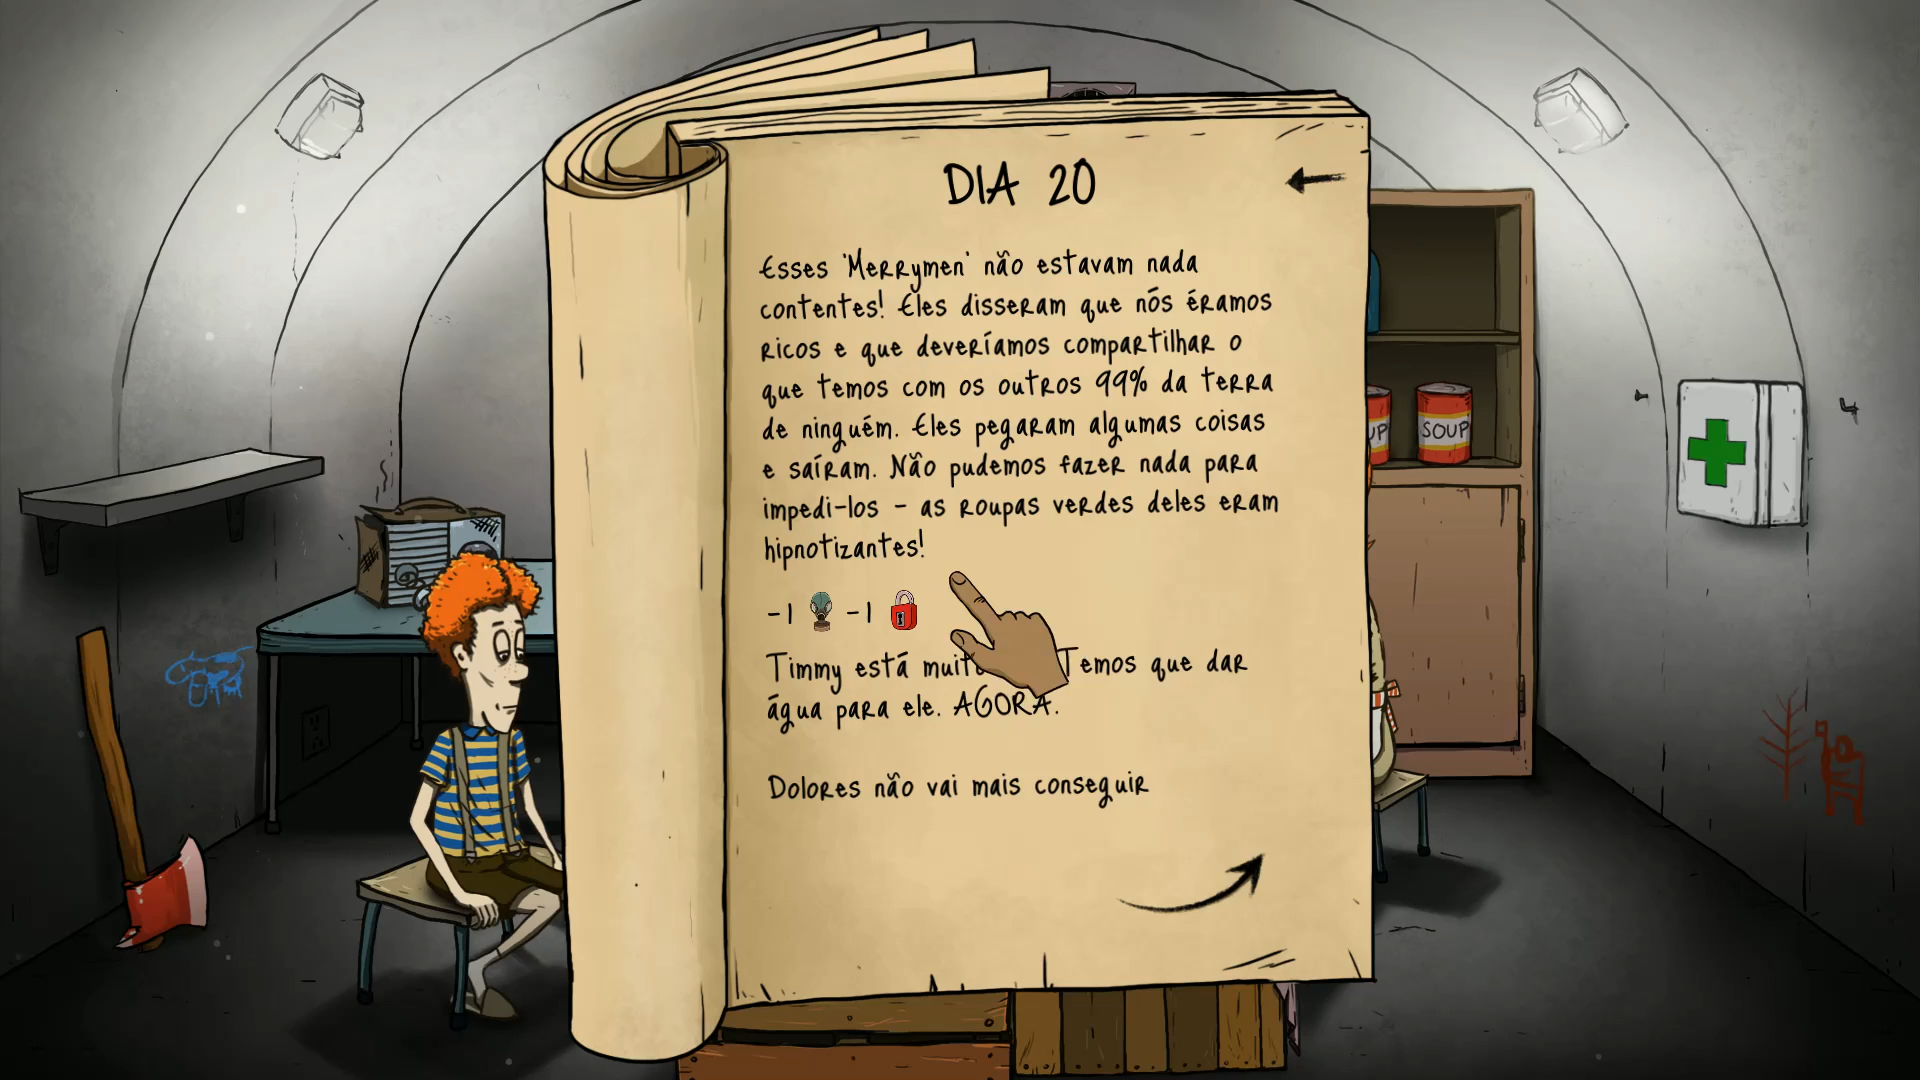 DIA 20
Esses 'Merrymen' não estavam nada
contentes! Eles disseram que nós éramos
ricos e que deveríamos compartilhar o
que temos com os outros 99% da terra
de ninguém. Eles pegaram algumas coisas
e saíram. Não pudemos fazer nada para
impedi-los - as roupas verdes deles eram
hipnotizantes!
-1 -1
Timmy está Temos que dar
água para ele. AGORA.
Dolores não vai mais conseguir
SOUP